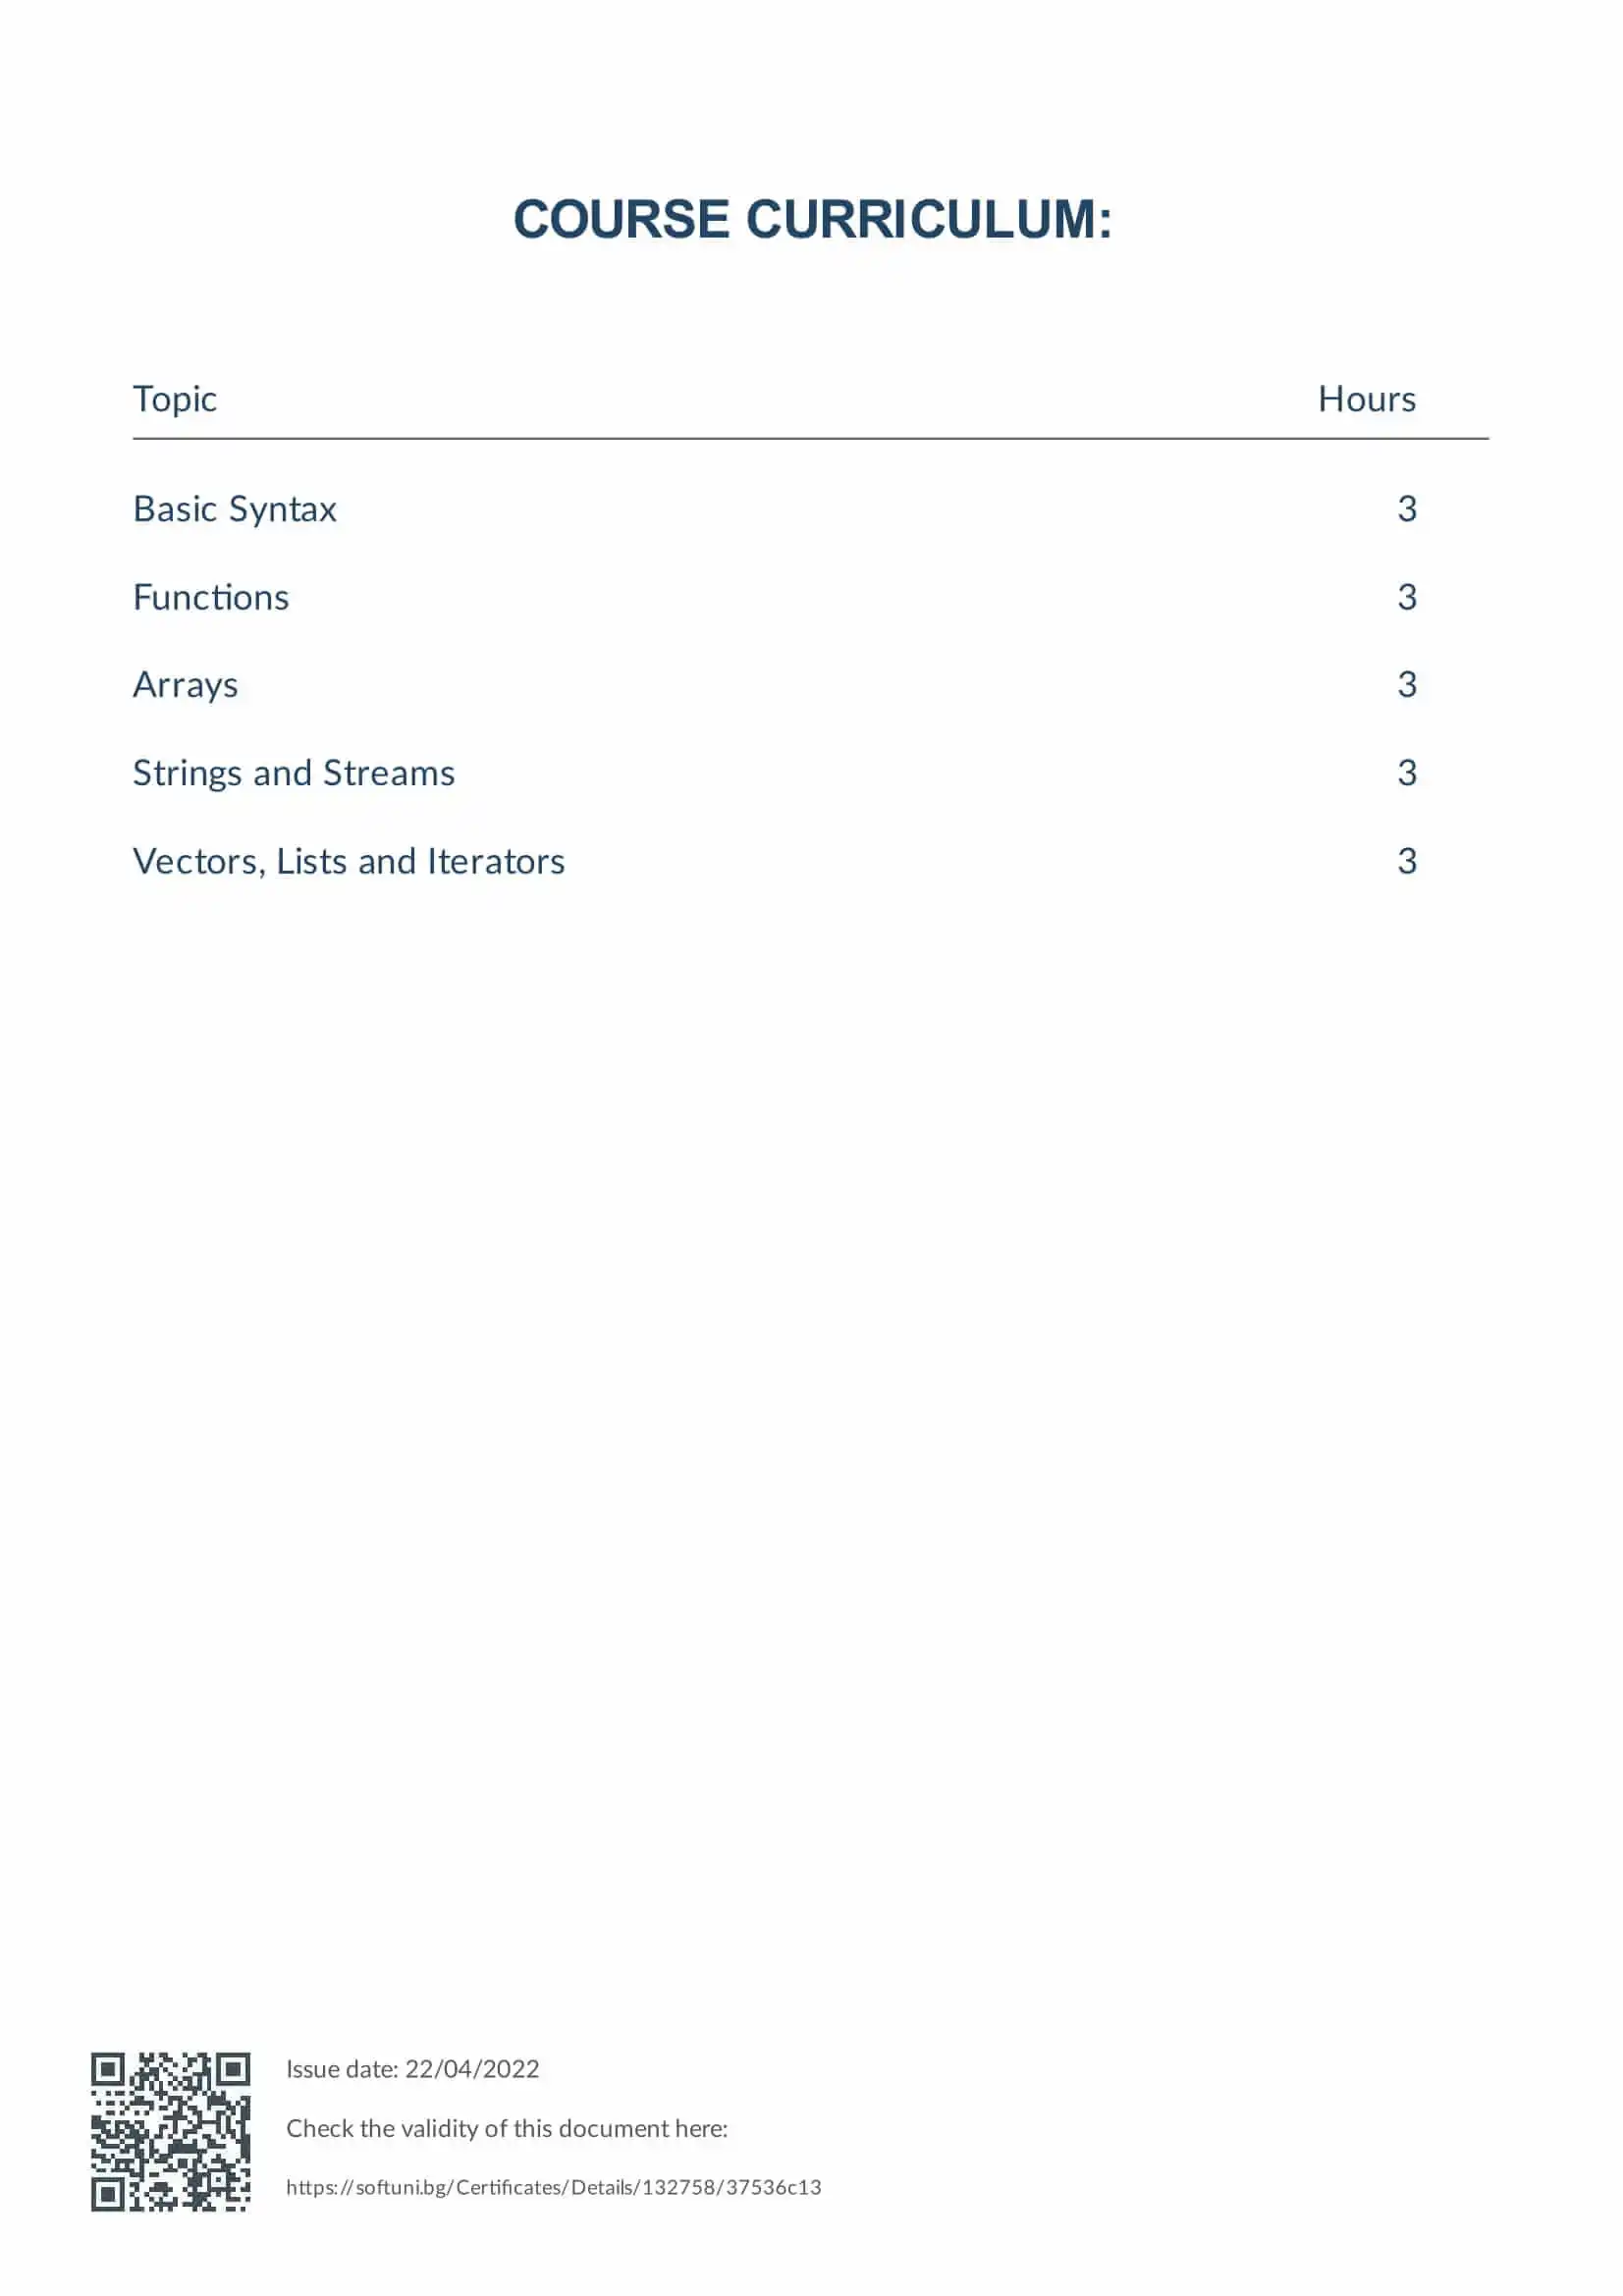 COURSE CURRICULUM:
Topic Hours
Basic Syntax 3
Functions 3
Arrays 3
Strings and Streams 3
Vectors, Lists and Iterators 3
Issue date: 22/04/2022
Check the validity of this document here:
https://softuni.bg/Certificates/Details/132758/37536c13